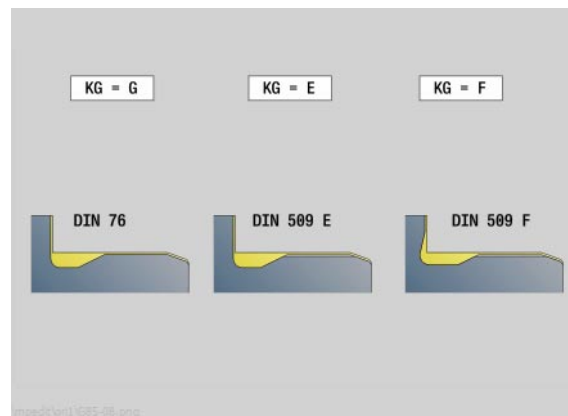 KG = G
KG = E
KG = F
DIN 76
DIN 509 E
DIN 509 F